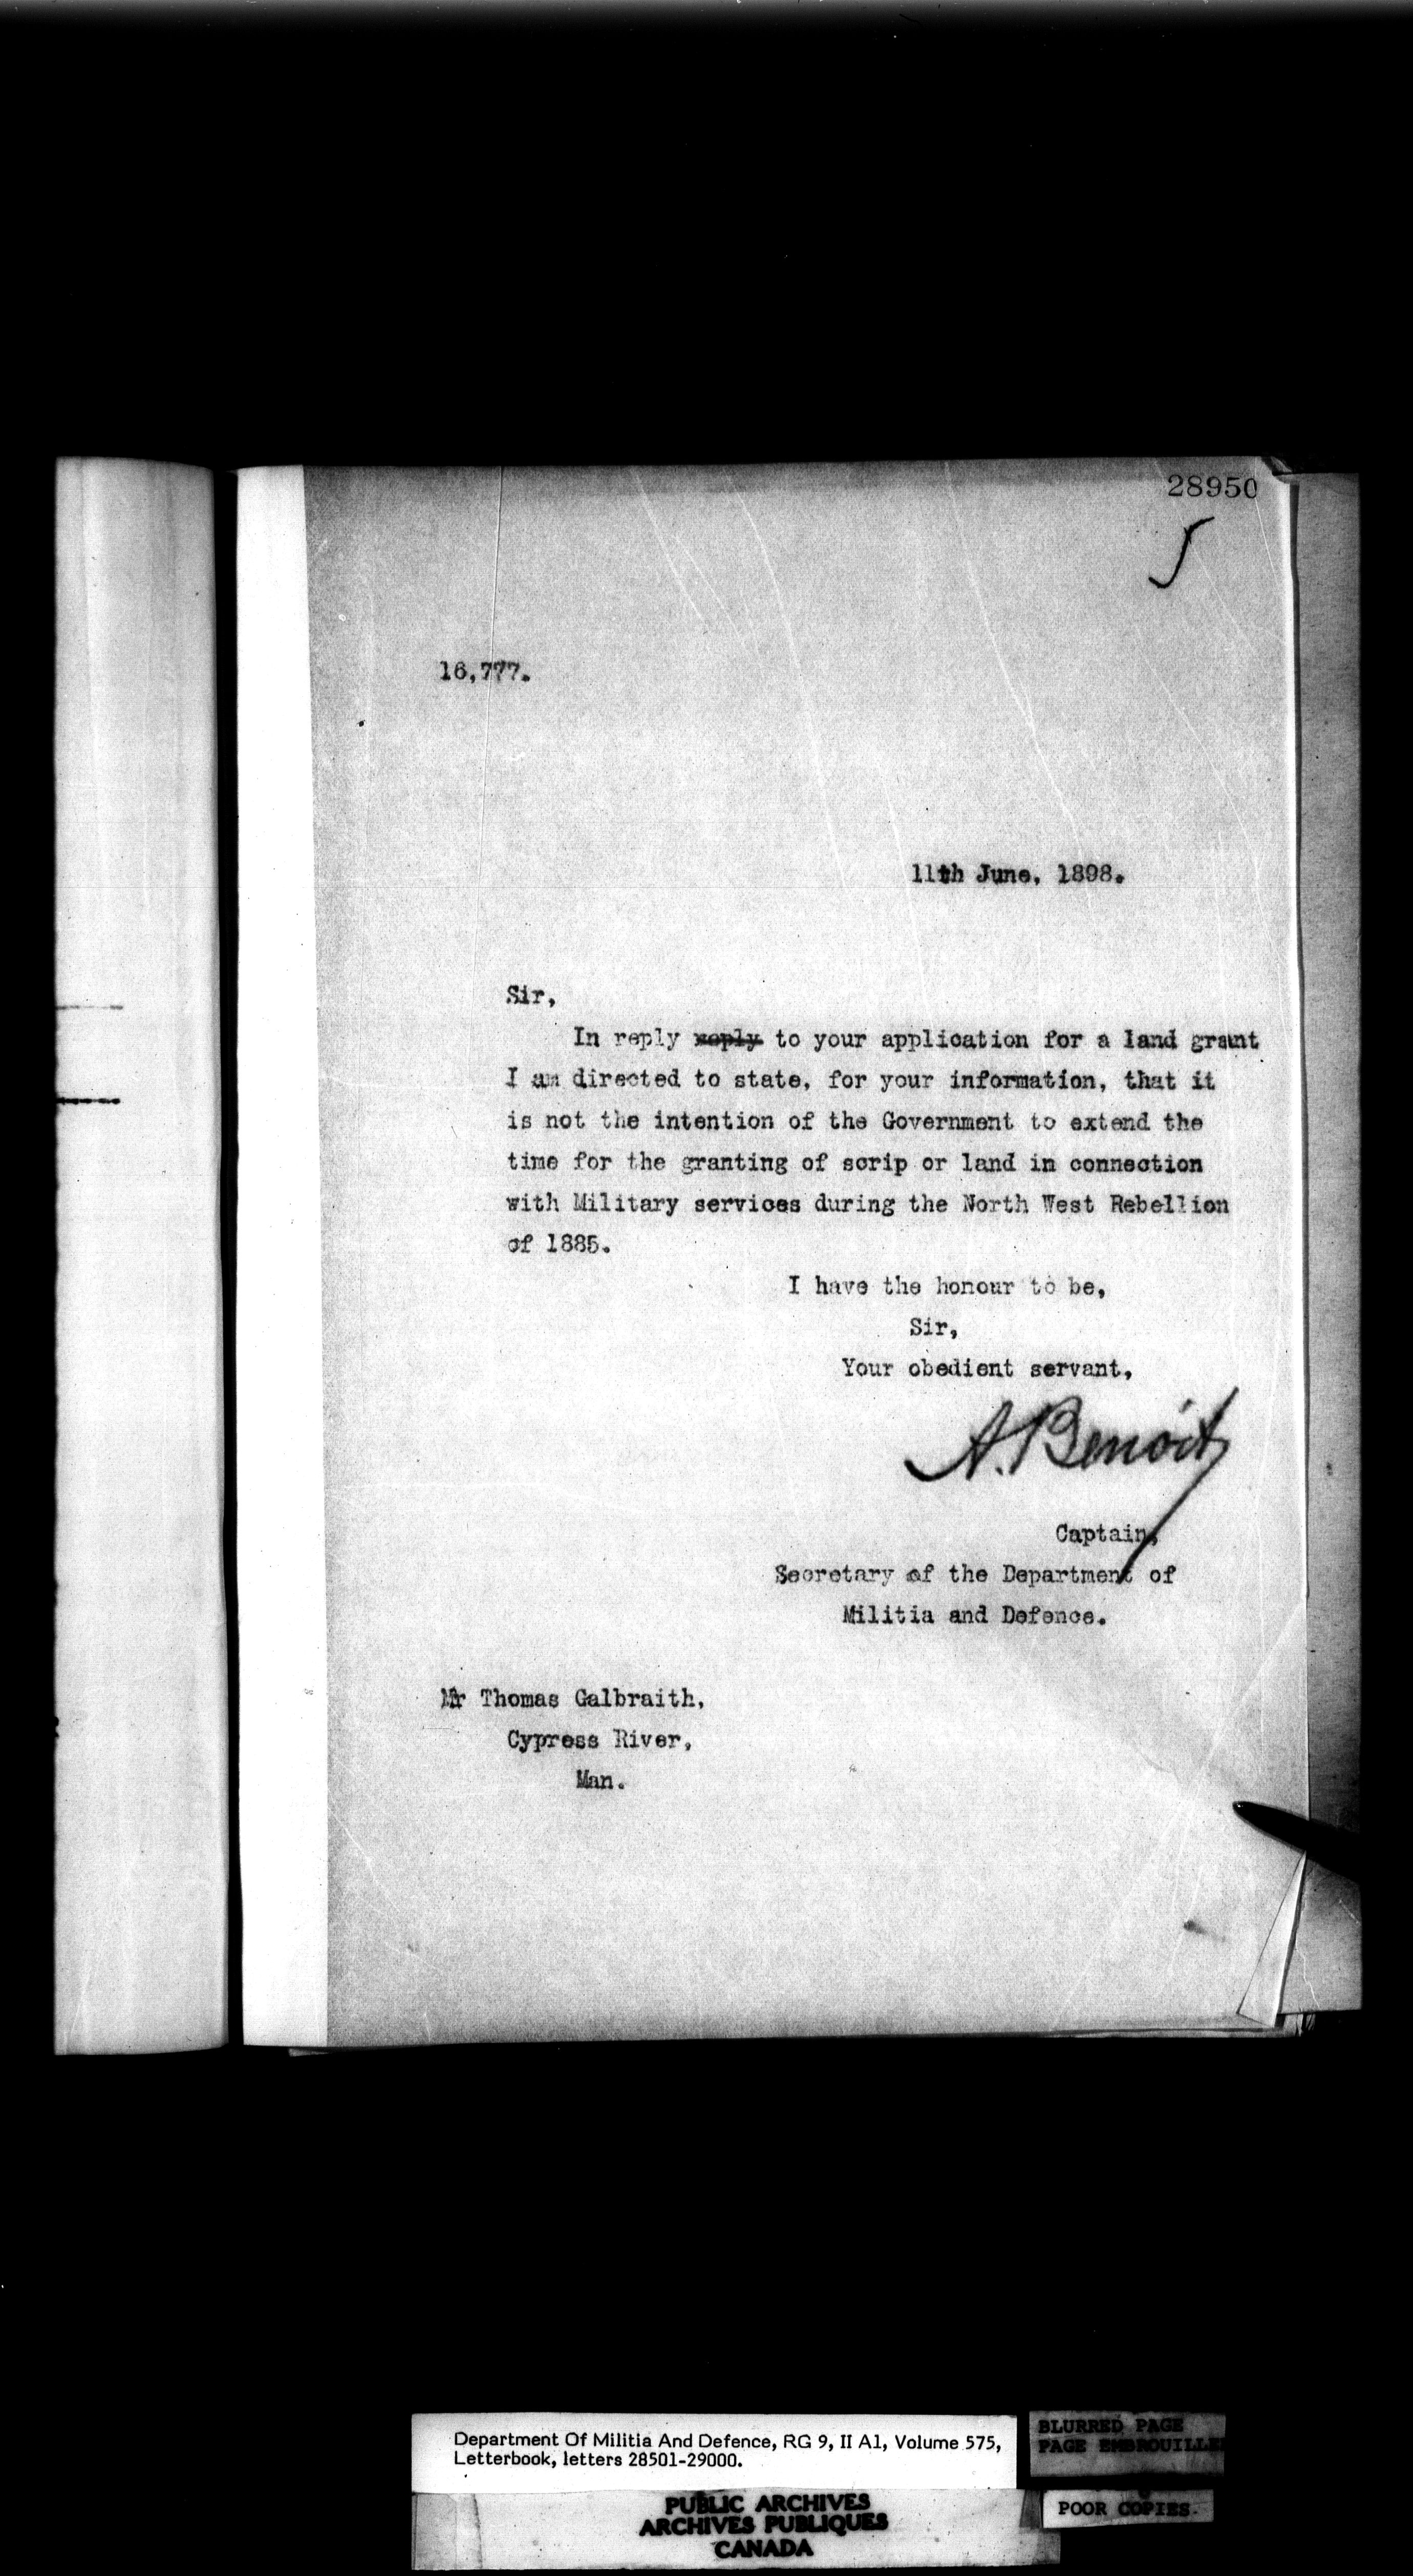 28950
16,777.
11th June, 1898.
Sir,
In reply reply to your application for a land grant
I am directed to state, for your information, that it
is not the intention of the Government to extend the
time for the granting of scrip or land in connection
with Military services during the North West Rebellion
of 1885.
I have the honour to be,
Sir,
Your obedient servant,
A. Benoit
Captain,
Secretary of the Department of
Militia and Defence.
Mr Thomas Galbraith,
Cypress River,
Man.
Department Of Militia And Defence, RG 9, II A1, Volume 575,
Letterbook, letters 28501-29000.
BLURRED PAGE
PAGE EMBROUILLE
POOR COPIES.
PUBLIC ARCHIVES
ARCHIVES PUBLIQUES
CANADA